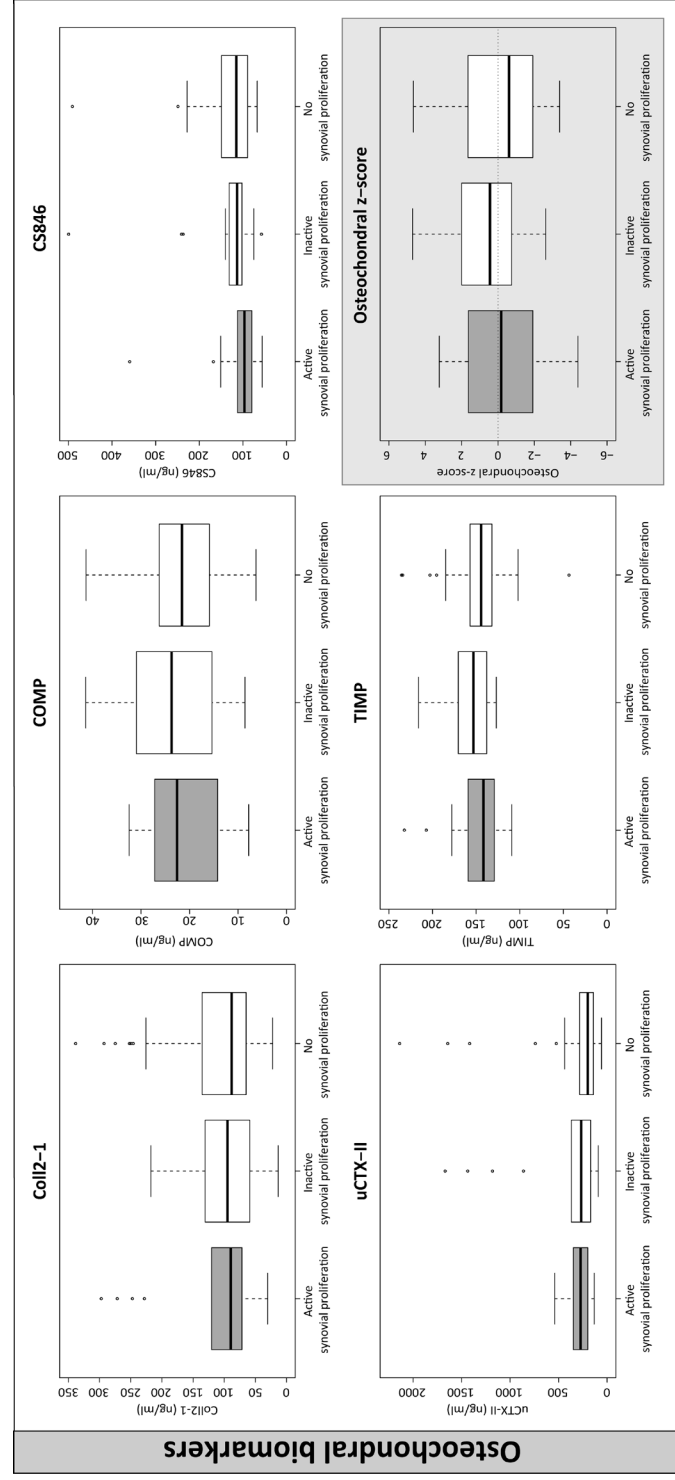 Osteochondral biomarkers
Coll2−1
Coll2-1 (ng/ml)
350
300
250
200
150
100
50
0
Active
synovial proliferation
Inactive
synovial proliferation
No
synovial proliferation
COMP
COMP (ng/ml)
40
30
20
10
0
Active
synovial proliferation
Inactive
synovial proliferation
No
synovial proliferation
CS846
CS846 (ng/ml)
500
400
300
200
100
0
Active
synovial proliferation
Inactive
synovial proliferation
No
synovial proliferation
uCTX−II
uCTX-II (ng/ml)
2000
1500
1000
500
0
Active
synovial proliferation
Inactive
synovial proliferation
No
synovial proliferation
TIMP
TIMP (ng/ml)
250
200
150
100
50
0
Active
synovial proliferation
Inactive
synovial proliferation
No
synovial proliferation
Osteochondral z−score
Osteochondral z−score
6
4
2
0
−2
−4
−6
Active
synovial proliferation
Inactive
synovial proliferation
No
synovial proliferation